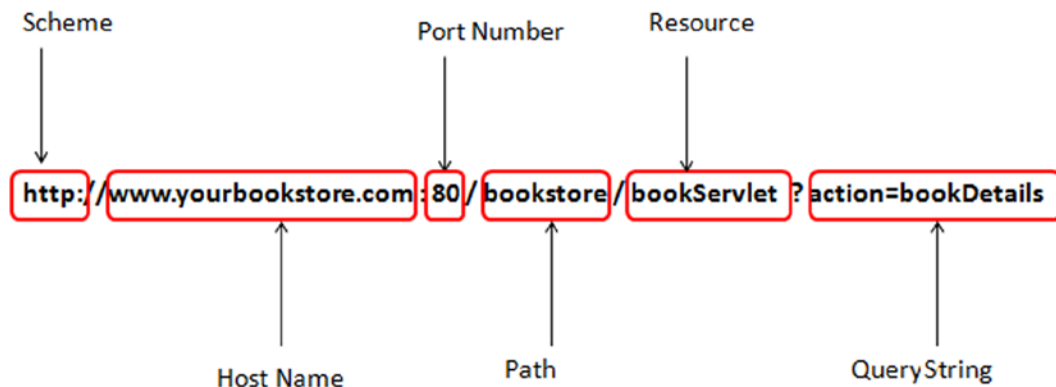 Scheme
Port Number
Resource
http://www.yourbookstore.com:80/bookstore/bookServlet ? action=bookDetails
Host Name
Path
QueryString